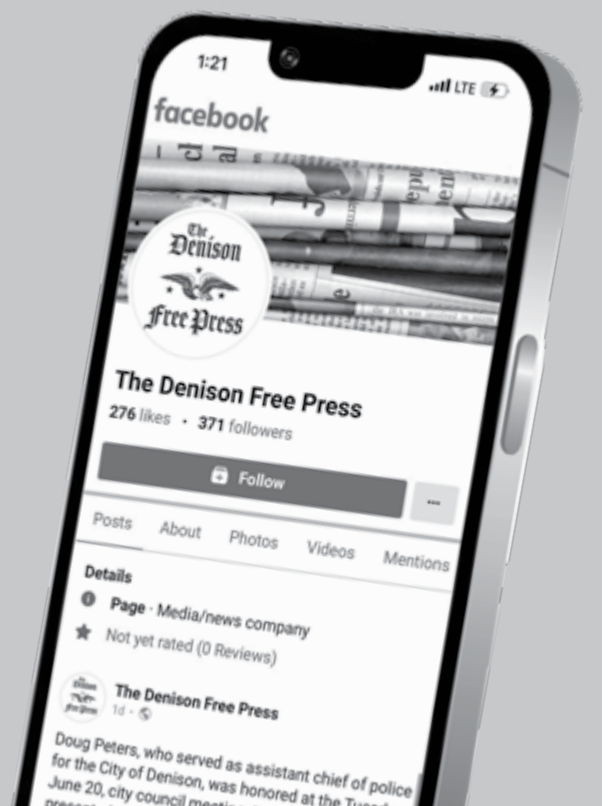 1:21
LTE
facebook
The
Denison
Free Press
The Denison Free Press
276 likes · 371 followers
Follow
Posts About Photos Videos Mentions
Details
Page · Media/news company
Not yet rated (0 Reviews)
The Denison Free Press
1d ·
Doug Peters, who served as assistant chief of police
for the City of Denison, was honored at the
June 20, city council